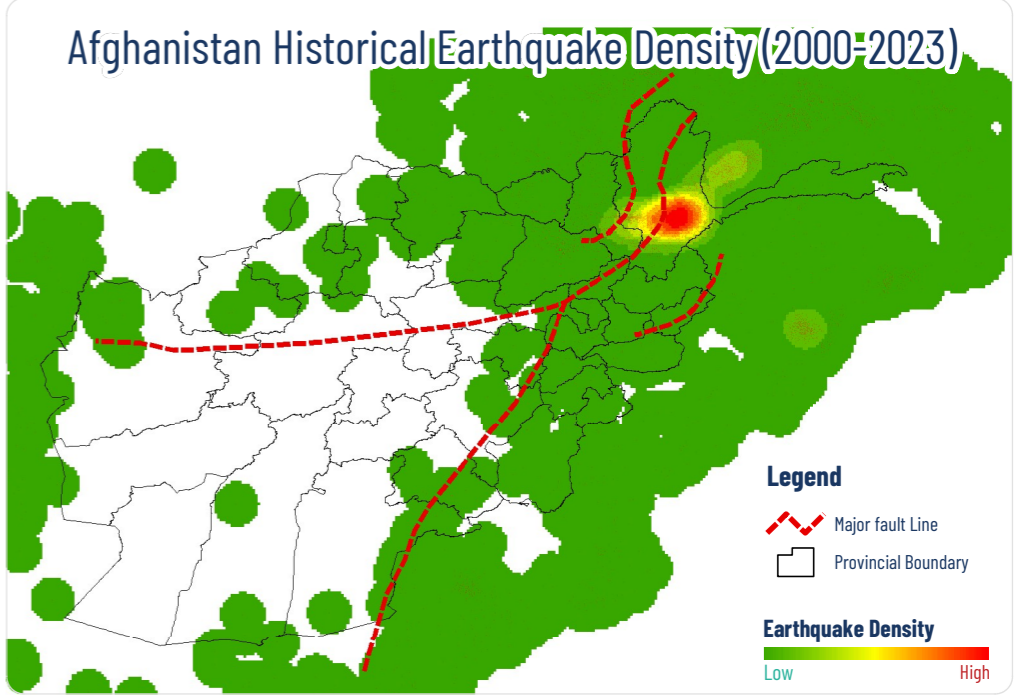 Afghanistan Historical Earthquake Density (2000-2023)
Legend
Major fault Line
Provincial Boundary
Earthquake Density
Low High